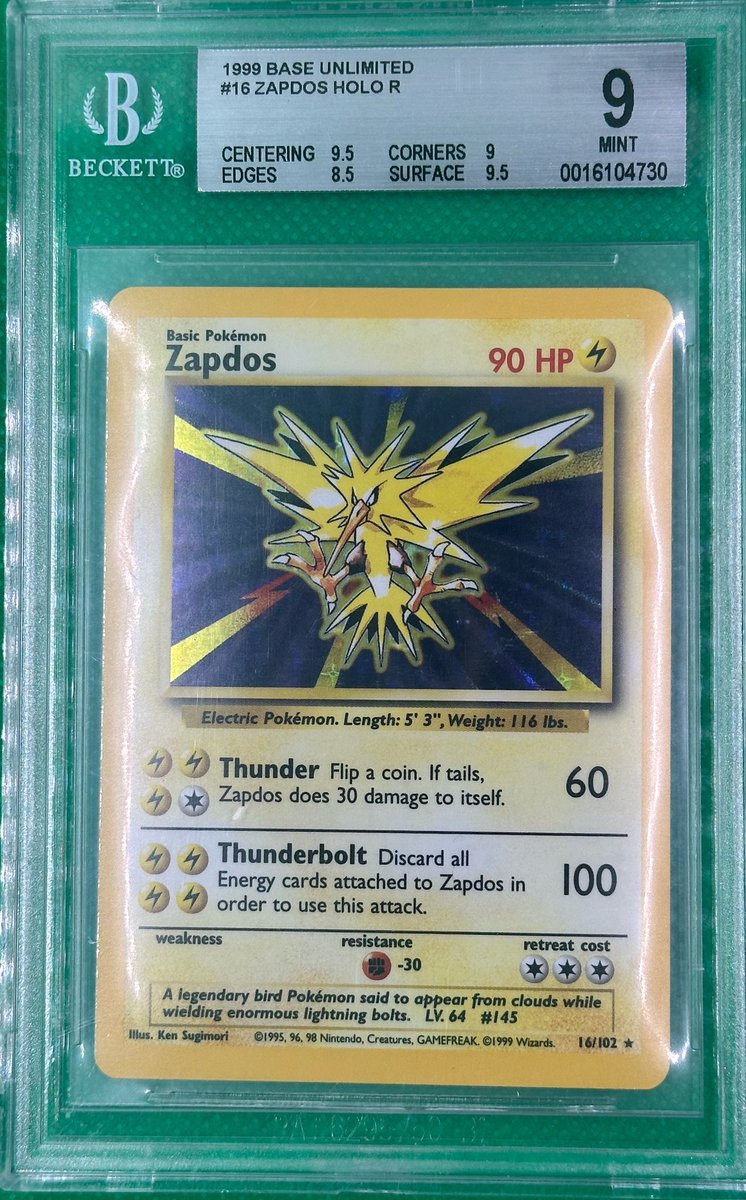 1999 BASE UNLIMITED
#16 ZAPDOS HOLO R
9
MINT
CENTERING 9.5 CORNERS 9
EDGES 8.5 SURFACE 9.5
0016104730
B
BECKETT®
Basic Pokémon
Zapdos
90 HP
Electric Pokémon. Length: 5' 3", Weight: 116 lbs.
Thunder Flip a coin. If tails,
Zapdos does 30 damage to itself.
60
Thunderbolt Discard all
Energy cards attached to Zapdos in
order to use this attack.
100
weakness
resistance
retreat cost
-30
A legendary bird Pokémon said to appear from clouds while
wielding enormous lightning bolts. LV. 64 #145
Illus. Ken Sugimori ©1995, 96, 98 Nintendo, Creatures, GAMEFREAK. ©1999 Wizards. 16/102 ★